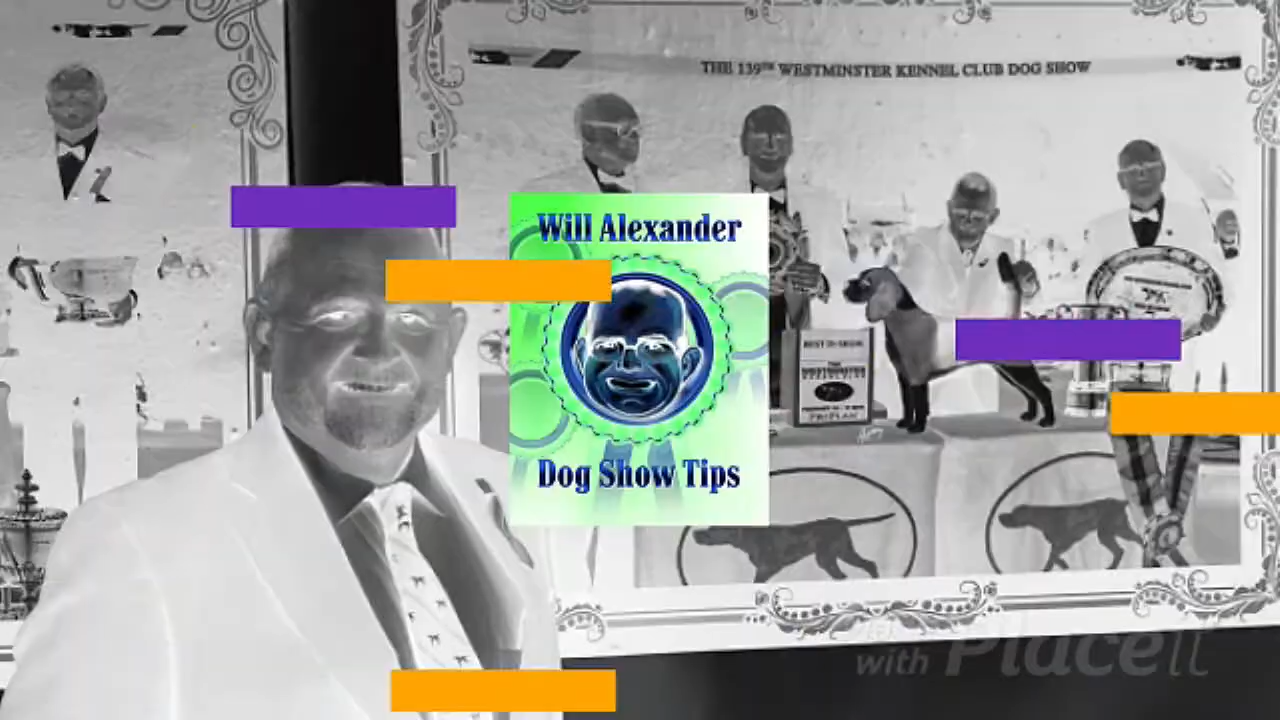 THE 139TH WESTMINSTER KENNEL CLUB DOG SHOW
Will Alexander
BEST IN SHOW
Dog Show Tips
with Placeit